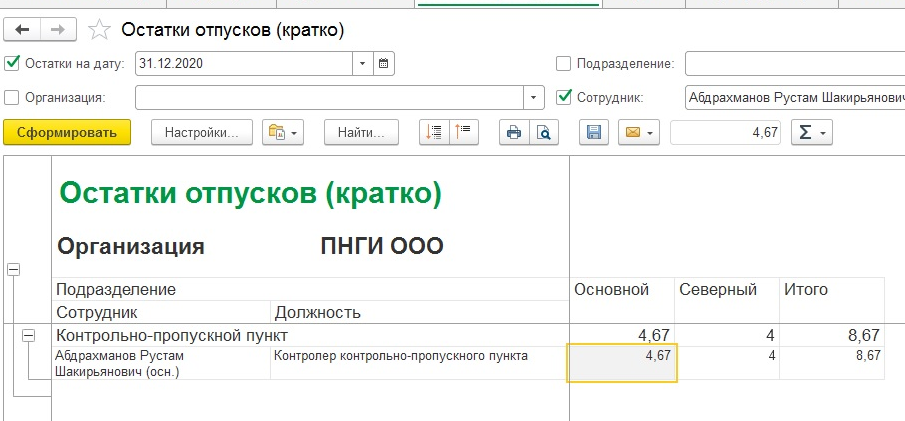 Остатки отпусков (кратко)
Остатки на дату: 31.12.2020 Подразделение:
Организация: Сотрудник: Абдрахманов Рустам Шакирьянович
Сформировать Настройки... Найти... 4,67 Σ
Остатки отпусков (кратко)
Организация ПНГИ ООО
Подразделение Основной Северный Итого
Сотрудник Должность
Контрольно-пропускной пункт 4,67 4 8,67
Абдрахманов Рустам Контролер контрольно-пропускного пункта 4,67 4 8,67
Шакирьянович (осн.)